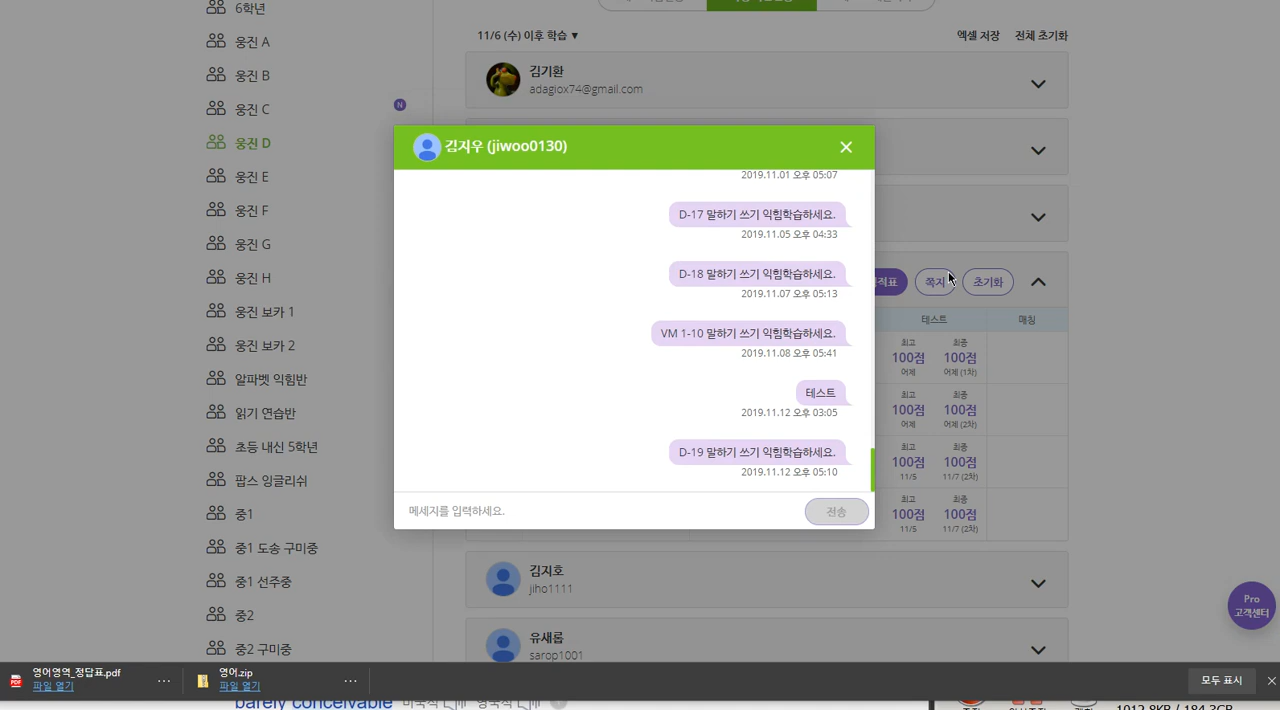 6학년
웅진 A
웅진 B
웅진 C
웅진 D
웅진 E
웅진 F
웅진 G
웅진 H
웅진 보카 1
웅진 보카 2
알파벳 익힘반
읽기 연습반
초등 내신 5학년
팝스 잉글리쉬
중1
중1 도송 구미중
중1 선주중
중2
중2 구미중
N
11/6 (수) 이후 학습 ▼
엑셀 저장 전체 초기화
김기환
adagiox74@gmail.com
김지우 (jiwoo0130)
2019.11.01 오후 05:07
D-17 말하기 쓰기 익힘학습하세요.
2019.11.05 오후 04:33
D-18 말하기 쓰기 익힘학습하세요.
2019.11.07 오후 05:13
VM 1-10 말하기 쓰기 익힘학습하세요.
2019.11.08 오후 05:41
테스트
2019.11.12 오후 03:05
D-19 말하기 쓰기 익힘학습하세요.
2019.11.12 오후 05:10
메세지를 입력하세요.
전송
적표 쪽지 초기화
테스트 매칭
최고 최종
100점 100점
어제 어제 (1차)
최고 최종
100점 100점
어제 어제 (2차)
최고 최종
100점 100점
11/5 11/7 (2차)
최고 최종
100점 100점
11/5 11/7 (2차)
김지호
jiho1111
유새롬
sarop1001
Pro
고객센터
영어영역_정답표.pdf
파일 열기
영어.zip
파일 열기
모두 표시
barely conceivable 미국식 영국식
1012.8KB / 184.3GB